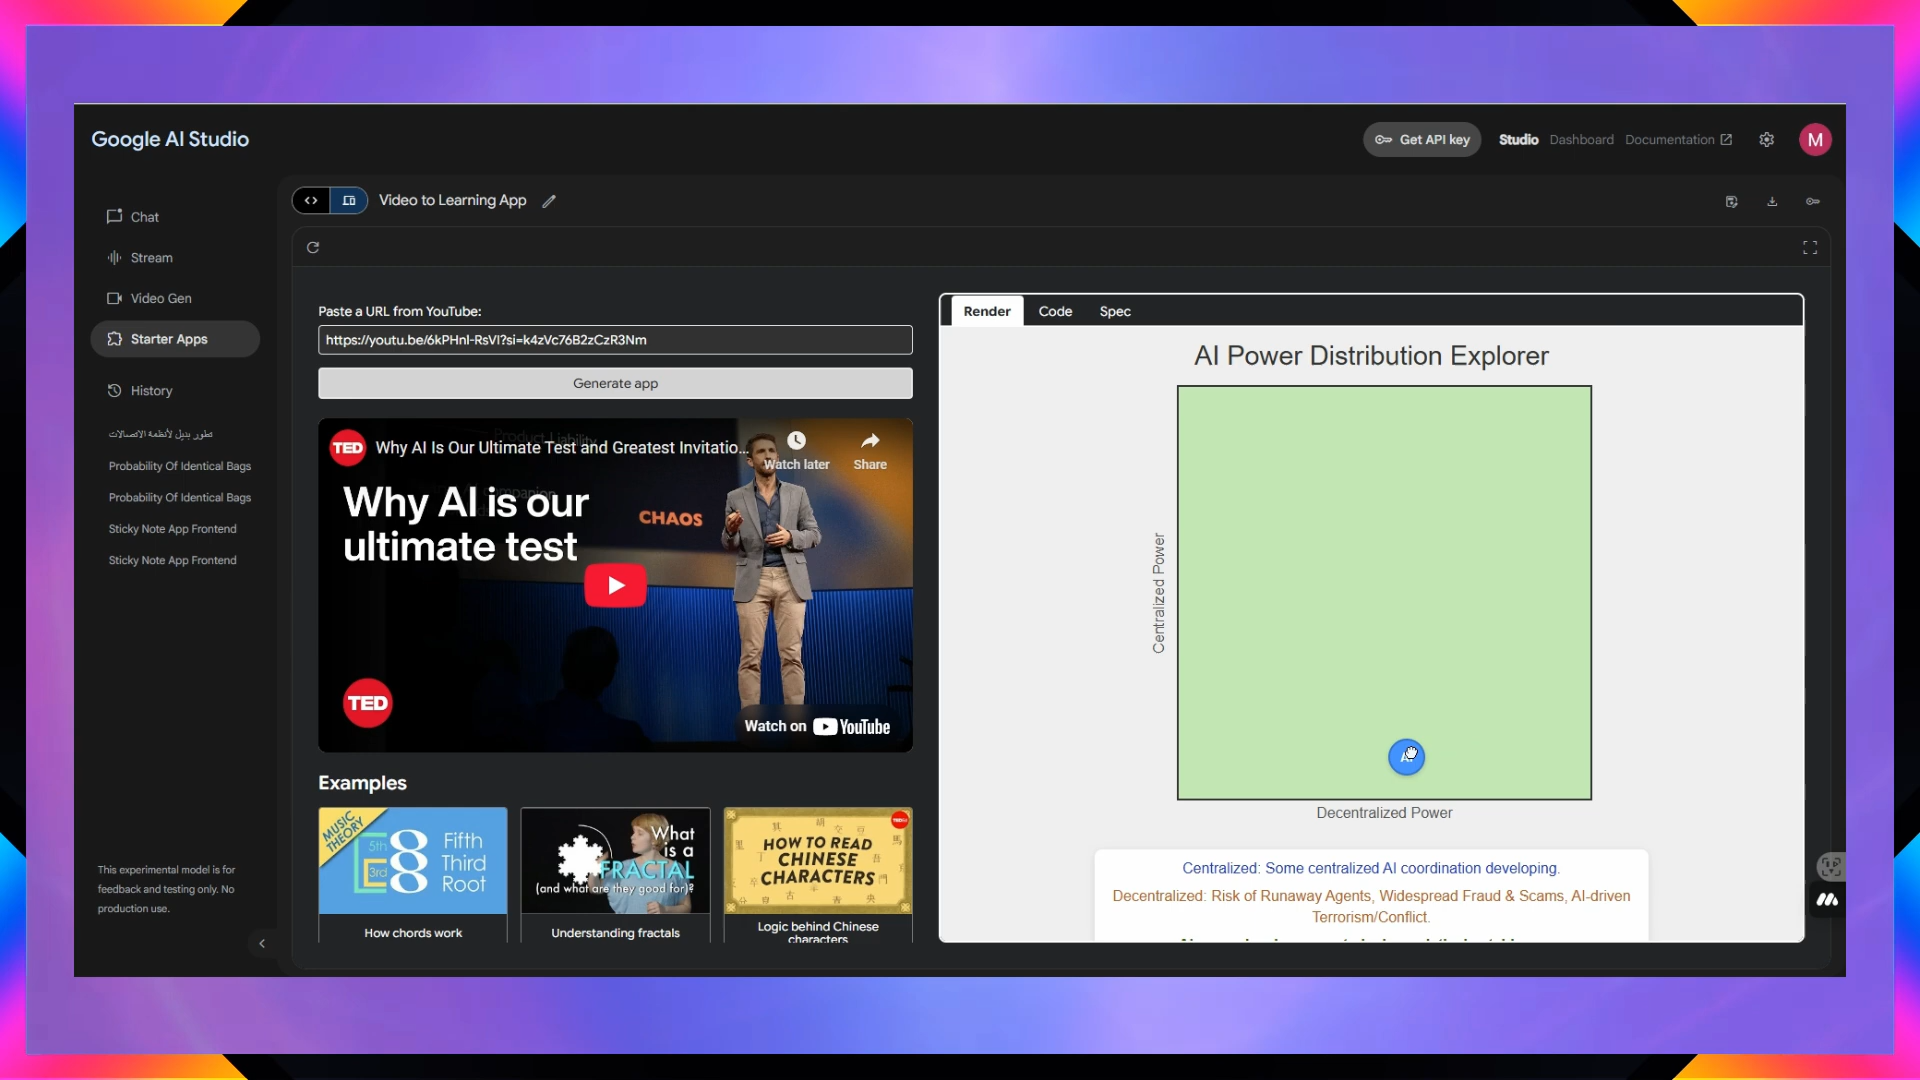 Google AI Studio
Get API key
Studio
Dashboard
Documentation
M
Chat
Stream
Video Gen
Starter Apps
History
تطور بديل لأنظمة الاتصالات
Probability Of Identical Bags
Probability Of Identical Bags
Sticky Note App Frontend
Sticky Note App Frontend
This experimental model is for
feedback and testing only. No
production use.
Video to Learning App
Paste a URL from YouTube:
https://youtu.be/6kPHnl-RsVI?si=k4zVc76B2zCzR3Nm
Generate app
TED
Why AI Is Our Ultimate Test and Greatest Invitatio...
Product Liability
Watch later
Share
Why AI is our
ultimate test
companion
CHAOS
TED
Watch on YouTube
Examples
MUSIC THEORY
5th
3rd
8
Fifth
Third
Root
How chords work
What
is a
FRACTAL
(and what are they good for)?
Understanding fractals
HOW TO READ
CHINESE
CHARACTERS
Logic behind Chinese
characters
Render
Code
Spec
AI Power Distribution Explorer
Centralized Power
Decentralized Power
Centralized: Some centralized AI coordination developing.
Decentralized: Risk of Runaway Agents, Widespread Fraud & Scams, AI-driven
Terrorism/Conflict.